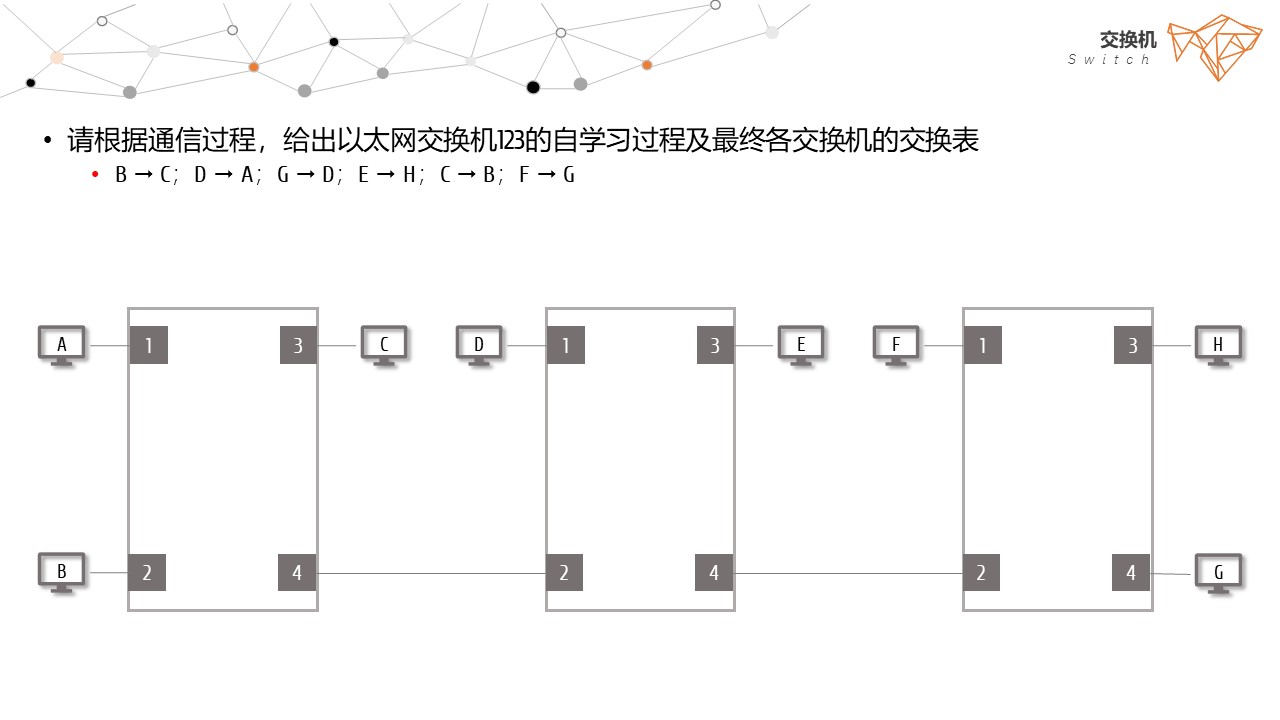 交换机
Switch
• 请根据通信过程，给出以太网交换机123的自学习过程及最终各交换机的交换表
• B → C；D → A；G → D；E → H；C → B；F → G
A 1 3 C D 1 3 E F 1 3 H
B 2 4 2 4 2 4 G